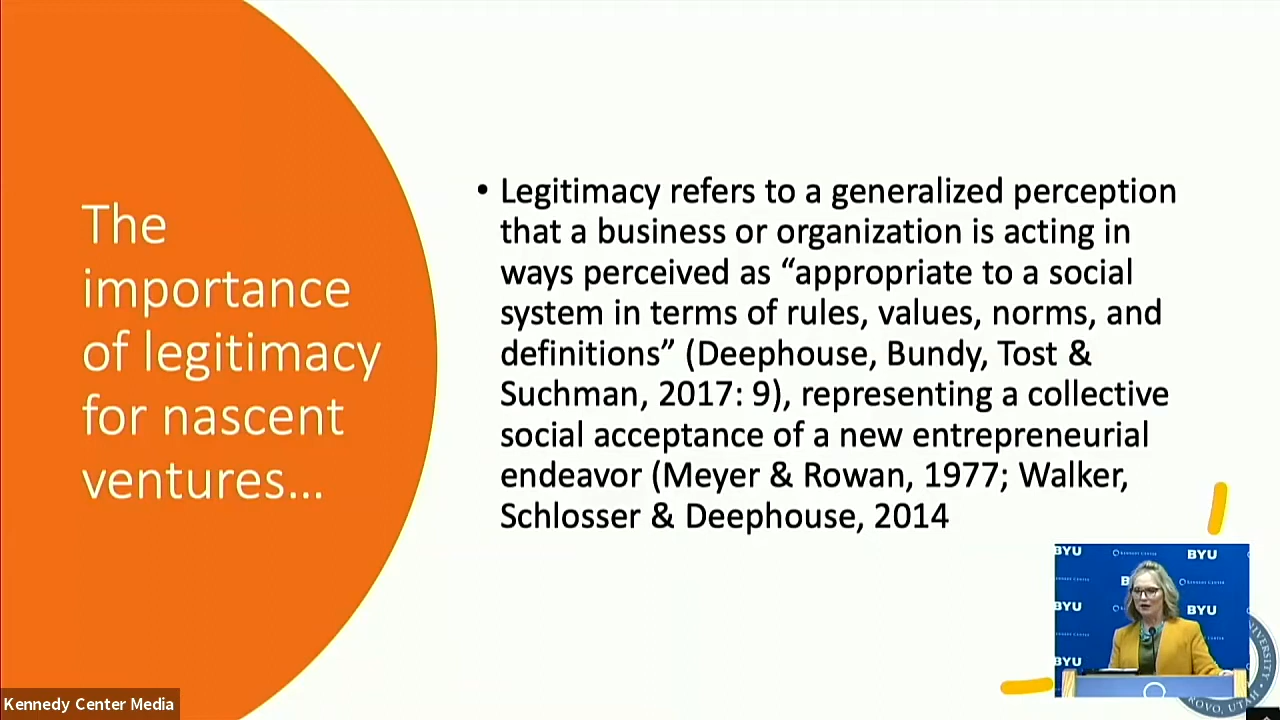 The
importance
of legitimacy
for nascent
ventures...
• Legitimacy refers to a generalized perception
that a business or organization is acting in
ways perceived as “appropriate to a social
system in terms of rules, values, norms, and
definitions” (Deephouse, Bundy, Tost &
Suchman, 2017: 9), representing a collective
social acceptance of a new entrepreneurial
endeavor (Meyer & Rowan, 1977; Walker,
Schlosser & Deephouse, 2014
BYU
BYU
BYU
BYU
BYU
Kennedy Center Media